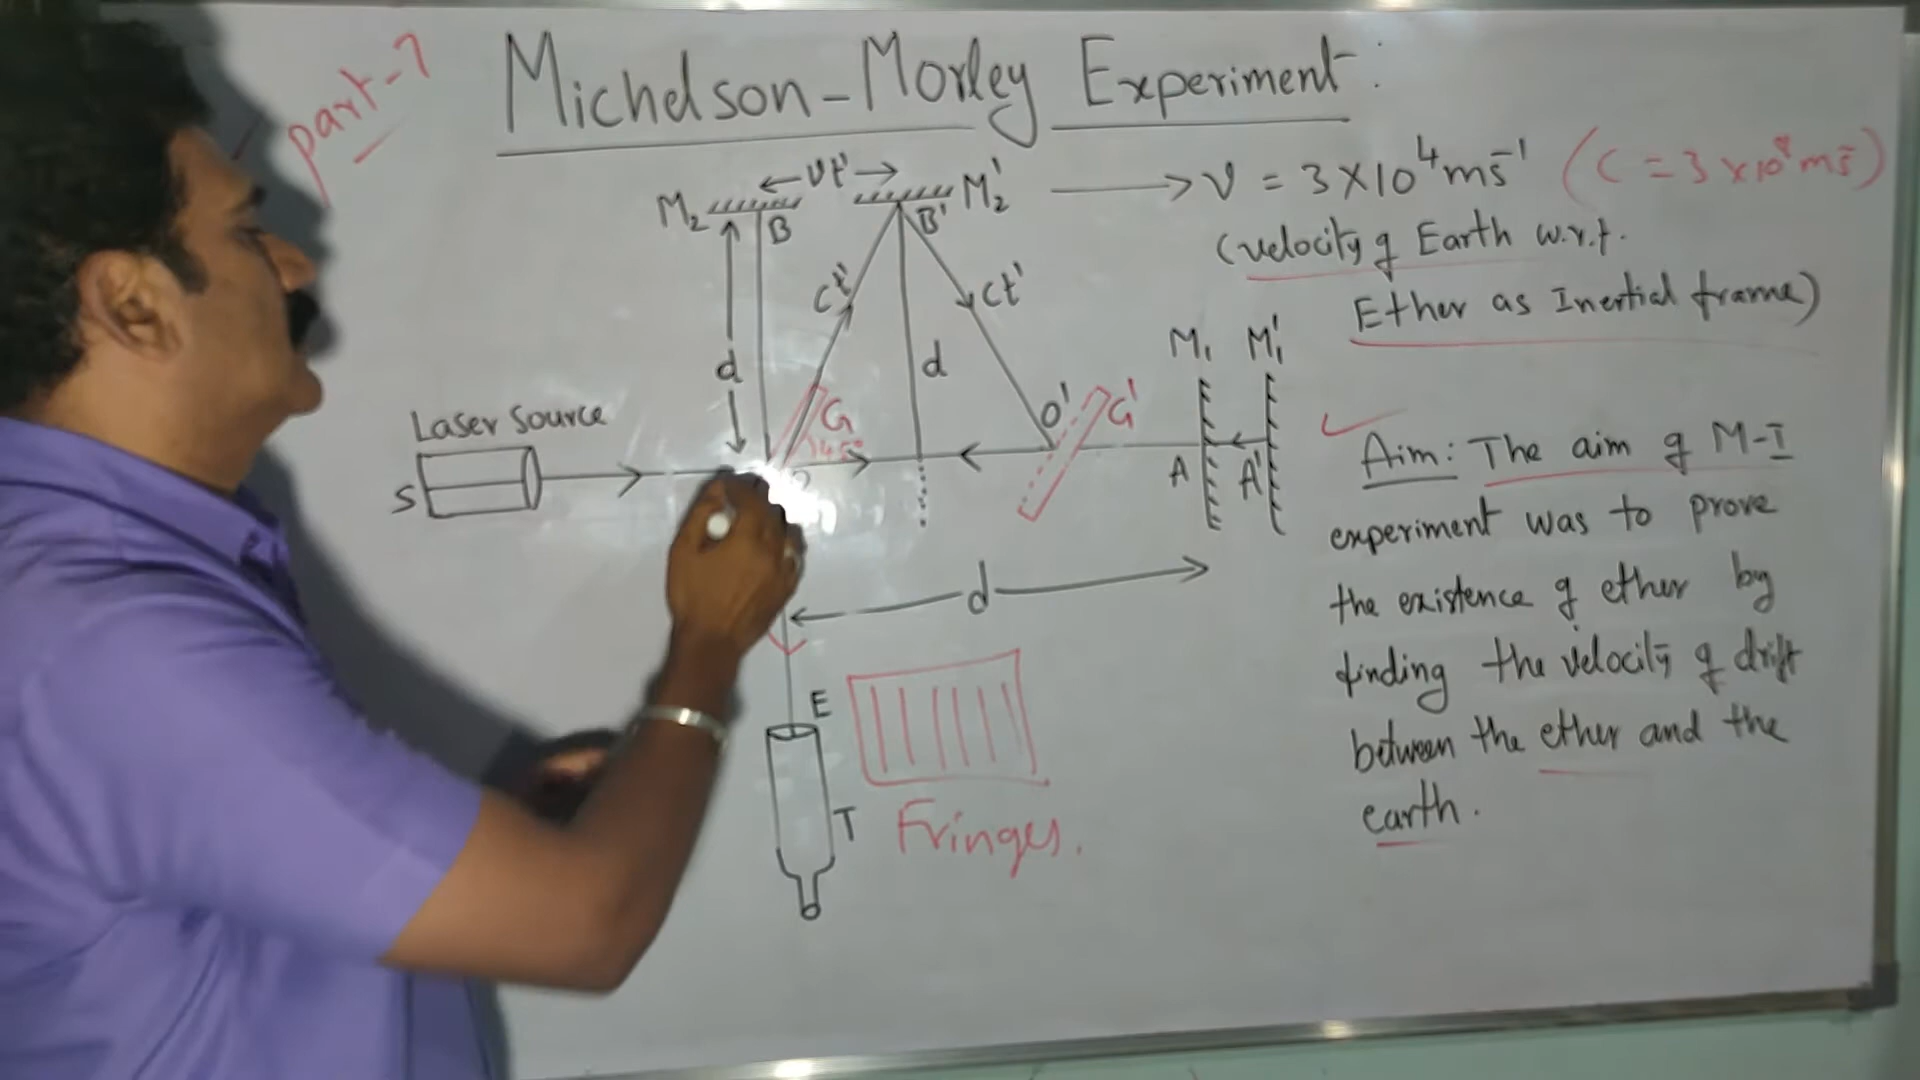 part-1
Michelson-Morley Experiment:
vt'
M₂ B
B' M₂'
→ v = 3×10⁴ ms⁻¹ (C = 3×10⁸ ms⁻¹)
(velocity of Earth w.r.t.
Ether as Inertial frame)
ct' ct'
d d
M₁ M₁'
Laser Source
S
G
45°
O' G'
A A'
d
E
T
Fringes.
Aim: The aim of M-I
experiment was to prove
the existence of ether by
finding the velocity of drift
between the ether and the
earth.